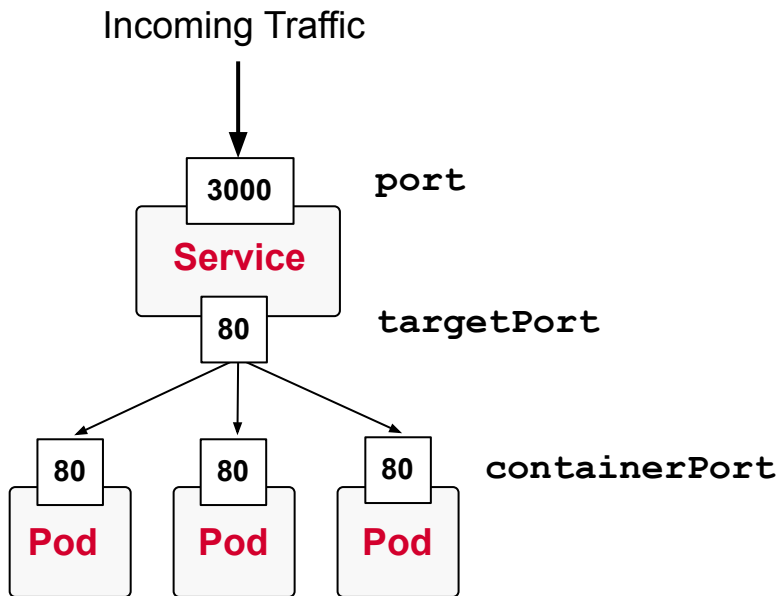 Incoming Traffic
3000
port
Service
80
targetPort
80
80
80
containerPort
Pod
Pod
Pod